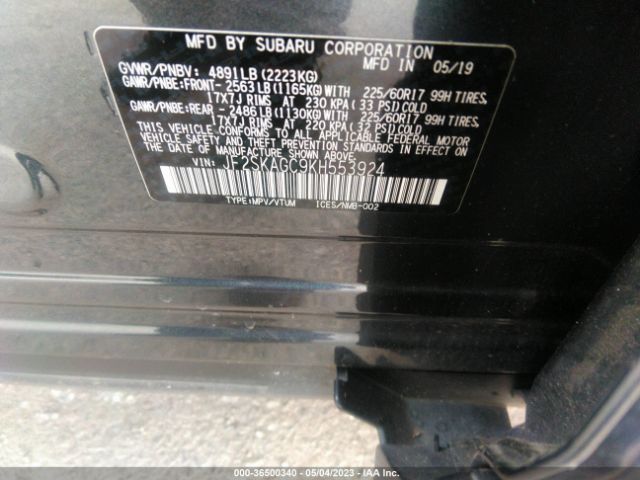 MFD BY SUBARU CORPORATION
GVWR/PNBV: 4891LB (2223KG) MFD IN 05/19
GAWR/PNBE:FRONT- 2563LB (1165KG)WITH 225/60R17 99H TIRES,
17X7J RIMS AT 230 KPA (33 PSI)COLD
GAWR/PNBE:REAR - 2486LB (1130KG)WITH 225/60R17 99H TIRES,
17X7J RIMS AT 220 KPA (32 PSI)COLD
THIS VEHICLE CONFORMS TO ALL APPLICABLE FEDERAL MOTOR
VEHICLE SAFETY AND THEFT PREVENTION STANDARDS IN EFFECT
ON THE DATE OF MANUFACTURE SHOWN ABOVE.
VIN: JF2SKAGC9KH553924
TYPE:MPV/VTUM ICES/NMB-002
000-36500340 - 05/04/2023 - IAA Inc.